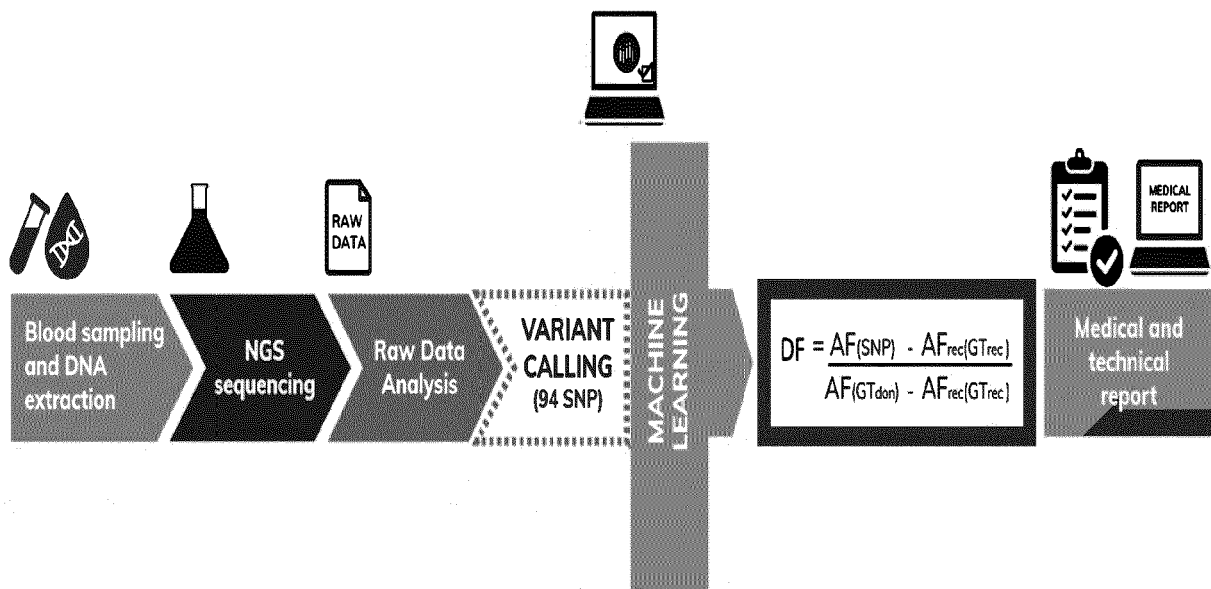 RAW
DATA
MEDICAL
REPORT
Blood sampling
and DNA
extraction
NGS
sequencing
Raw Data
Analysis
VARIANT
CALLING
(94 SNP)
MACHINE
LEARNING
DF = AF(SNP) - AFrec(GTrec)
AF(GTdon) - AFrec(GTrec)
Medical and
technical
report